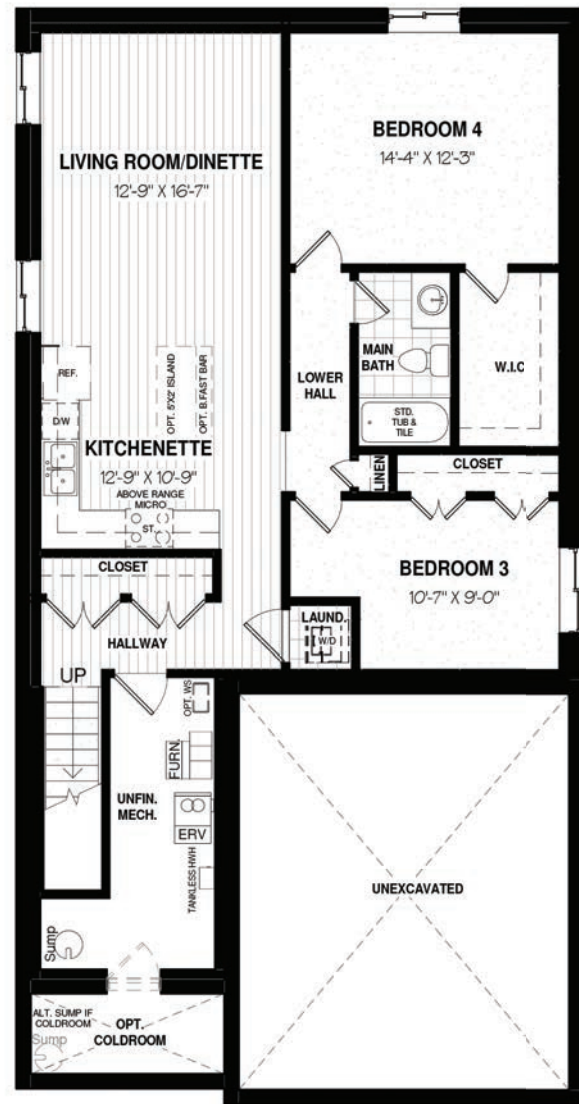 BEDROOM 4
14'-4" X 12'-3"
LIVING ROOM/DINETTE
12'-9" X 16'-7"
REF.
D/W
OPT. 5'X2' ISLAND
OPT. B.FAST BAR
LOWER
HALL
MAIN
BATH
W.I.C
STD.
TUB &
TILE
KITCHENETTE
12'-9" X 10'-9"
ABOVE RANGE
MICRO
ST.
LINEN
CLOSET
BEDROOM 3
10'-7" X 9'-0"
CLOSET
HALLWAY
LAUND.
W/D
UP
OPT. WS
FURN.
UNFIN.
MECH.
ERV
TANKLESS HWH
UNEXCAVATED
Sump
ALT. SUMP IF
COLDROOM
Sump
OPT.
COLDROOM